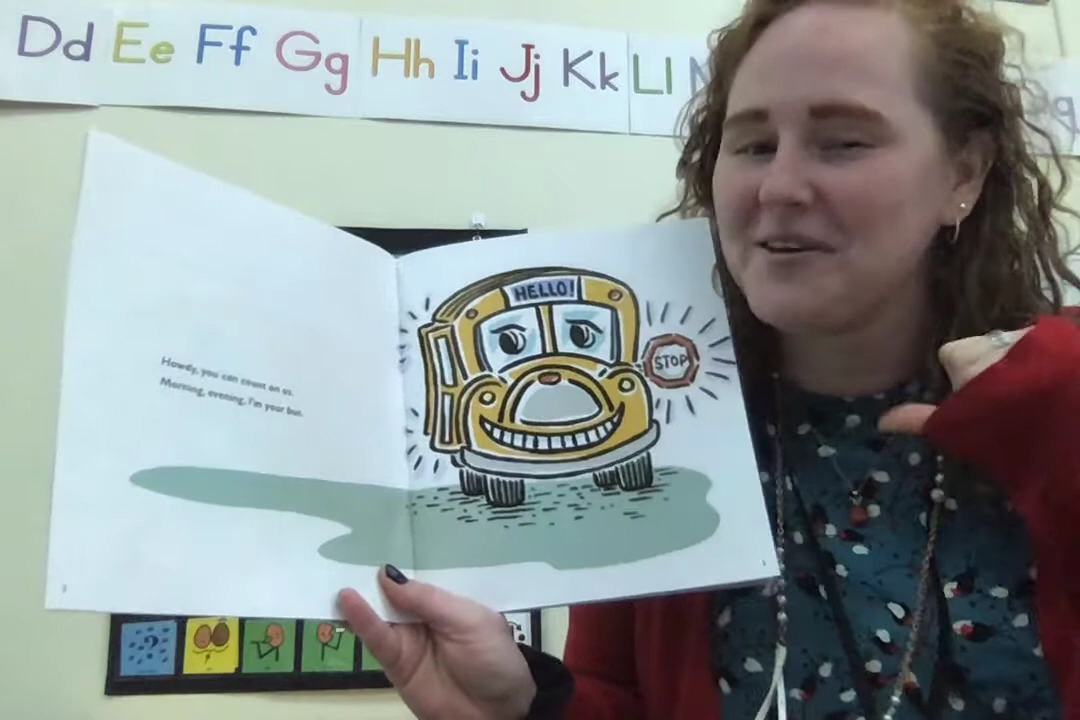 Dd Ee Ff Gg Hh Ii Jj Kk Ll
HELLO!
STOP
Howdy, you can count on us.
Morning, evening, I'm your bus.
?